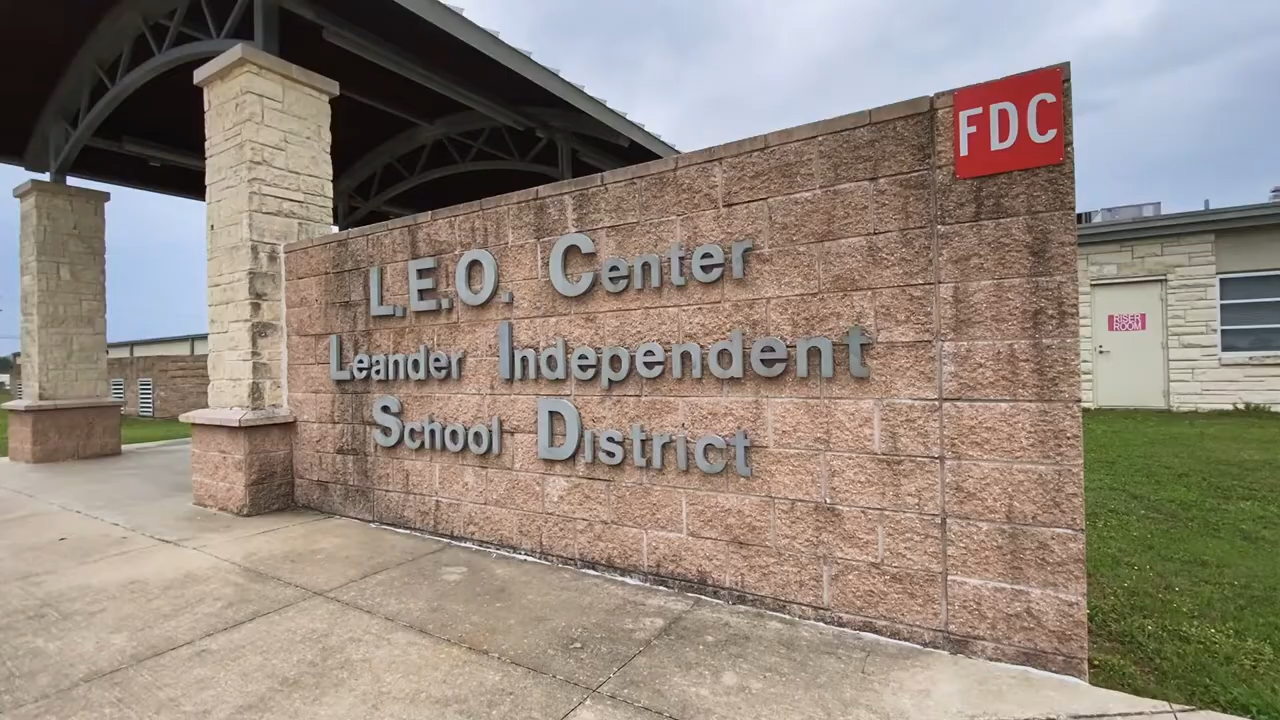 FDC
L.E.O. Center
Leander Independent
School District
RISER
ROOM